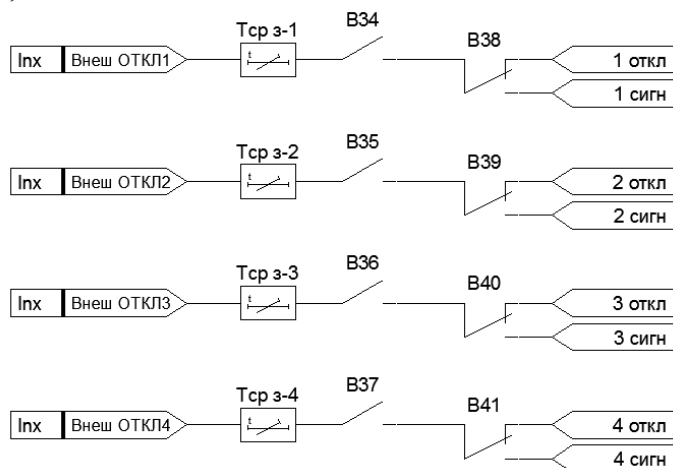 Тср з-1
В34
В38
Inx
Внеш ОТКЛ1
t
1 откл
1 сигн
Тср з-2
В35
В39
Inx
Внеш ОТКЛ2
t
2 откл
2 сигн
Тср з-3
В36
В40
Inx
Внеш ОТКЛ3
t
3 откл
3 сигн
Тср з-4
В37
В41
Inx
Внеш ОТКЛ4
t
4 откл
4 сигн